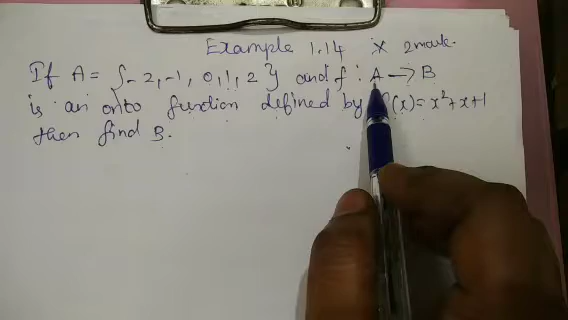 Example 1.14 X 2 mark.
If A = {-2, -1, 0, 1, 2} and f : A → B
is an onto function defined by (x) = x²+x+1
then find B.